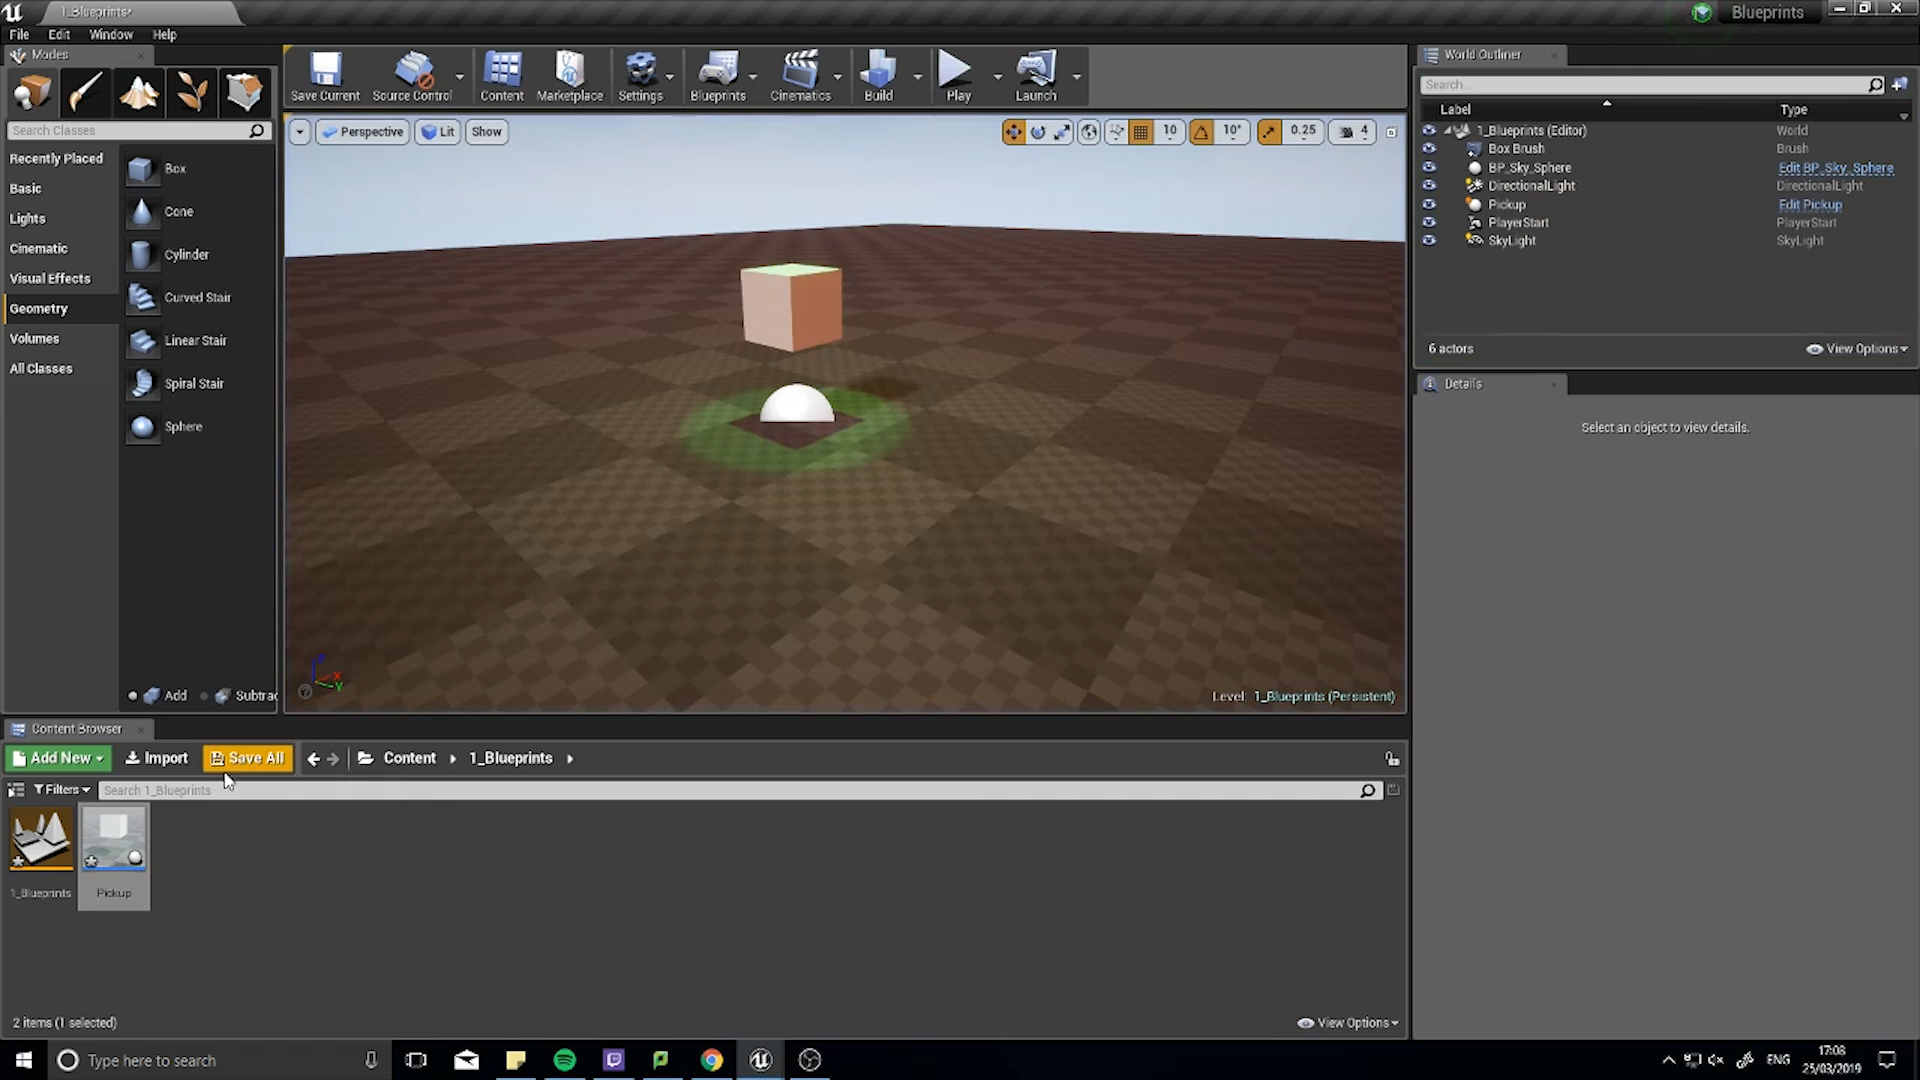 1_Blueprints*
Blueprints
File Edit Window Help
Modes
Save Current
Source Control
Content
Marketplace
Settings
Blueprints
Cinematics
Build
Play
Launch
Search Classes
Recently Placed
Basic
Lights
Cinematic
Visual Effects
Geometry
Volumes
All Classes
Box
Cone
Cylinder
Curved Stair
Linear Stair
Spiral Stair
Sphere
Add
Subtrac
Perspective Lit Show
10 10° 0.25 4
X
Y
Level: 1_Blueprints (Persistent)
World Outliner
Search...
Label Type
1_Blueprints (Editor) World
Box Brush Brush
BP_Sky_Sphere Edit BP_Sky_Sphere
DirectionalLight DirectionalLight
Pickup Edit Pickup
PlayerStart PlayerStart
SkyLight SkyLight
6 actors View Options
Details
Select an object to view details.
Content Browser
Add New Import Save All Content 1_Blueprints
Filters Search 1_Blueprints
1_Blueprints Pickup
2 items (1 selected) View Options
Type here to search
ENG
17:08
25/03/2019